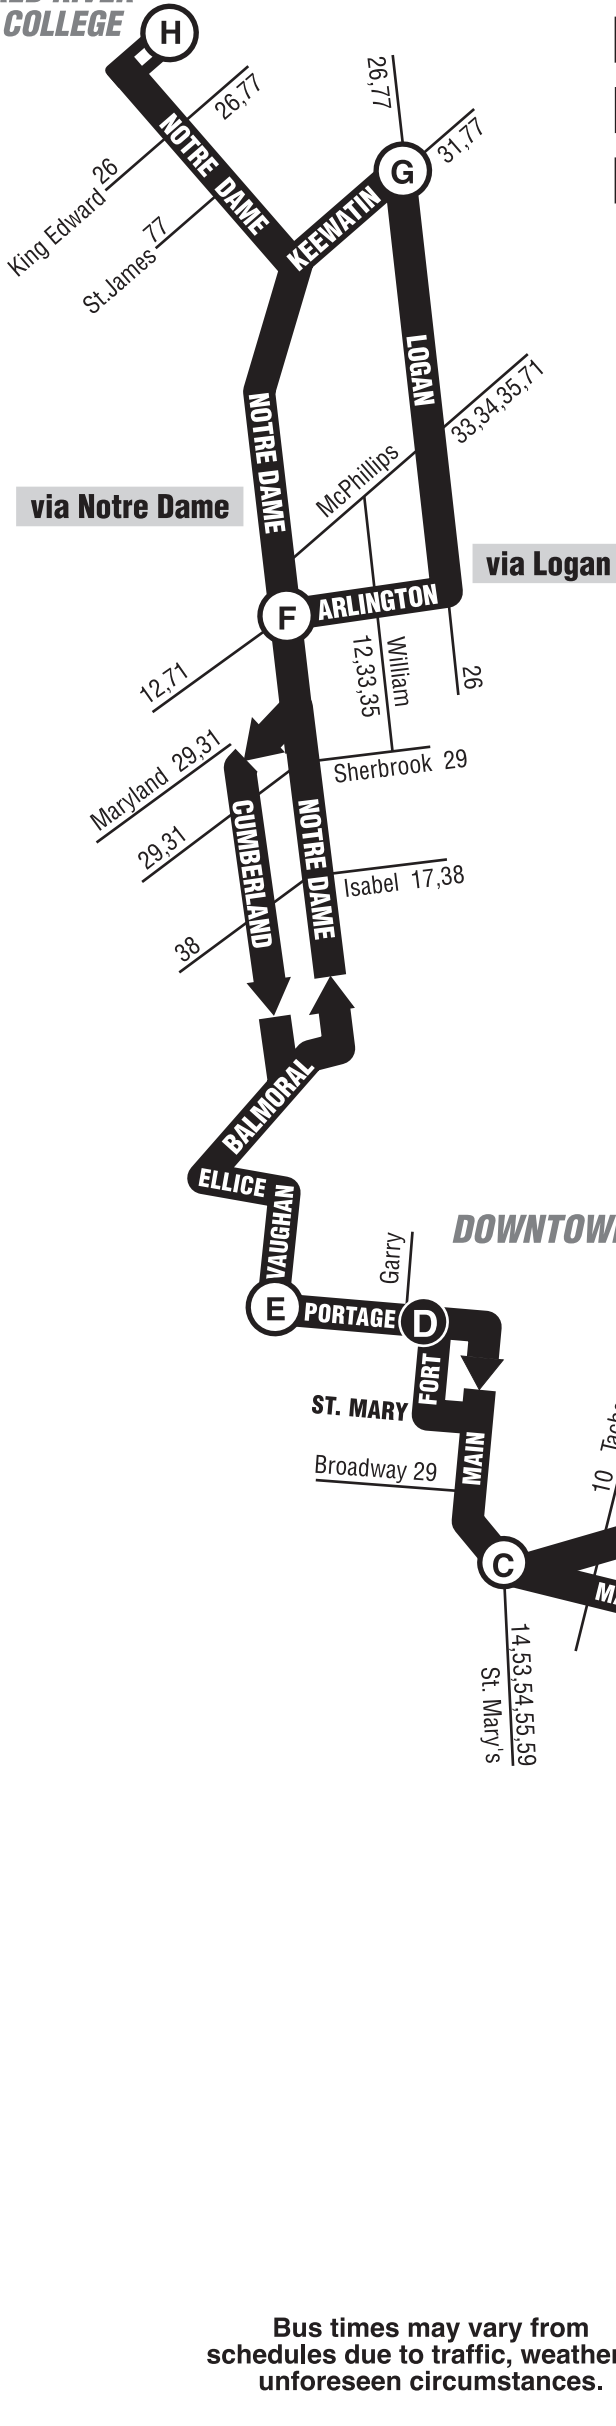 COLLEGE
H
26,77
NOTRE DAME
26
King Edward
77
St.James
26,77
31,77
G
KEEWATIN
LOGAN
33,34,35,71
McPhillips
NOTRE DAME
via Notre Dame
via Logan
F
ARLINGTON
12,71
William
12,33,35
26
Maryland 29,31
29,31
Sherbrook 29
CUMBERLAND
NOTRE DAME
Isabel 17,38
38
BALMORAL
ELLICE
VAUGHAN
DOWNTOW
Garry
E
PORTAGE
D
FORT
ST. MARY
MAIN
Broadway 29
10
C
14,53,54,55,59
St. Mary's
Bus times may vary from
schedules due to traffic, weather
unforeseen circumstances.